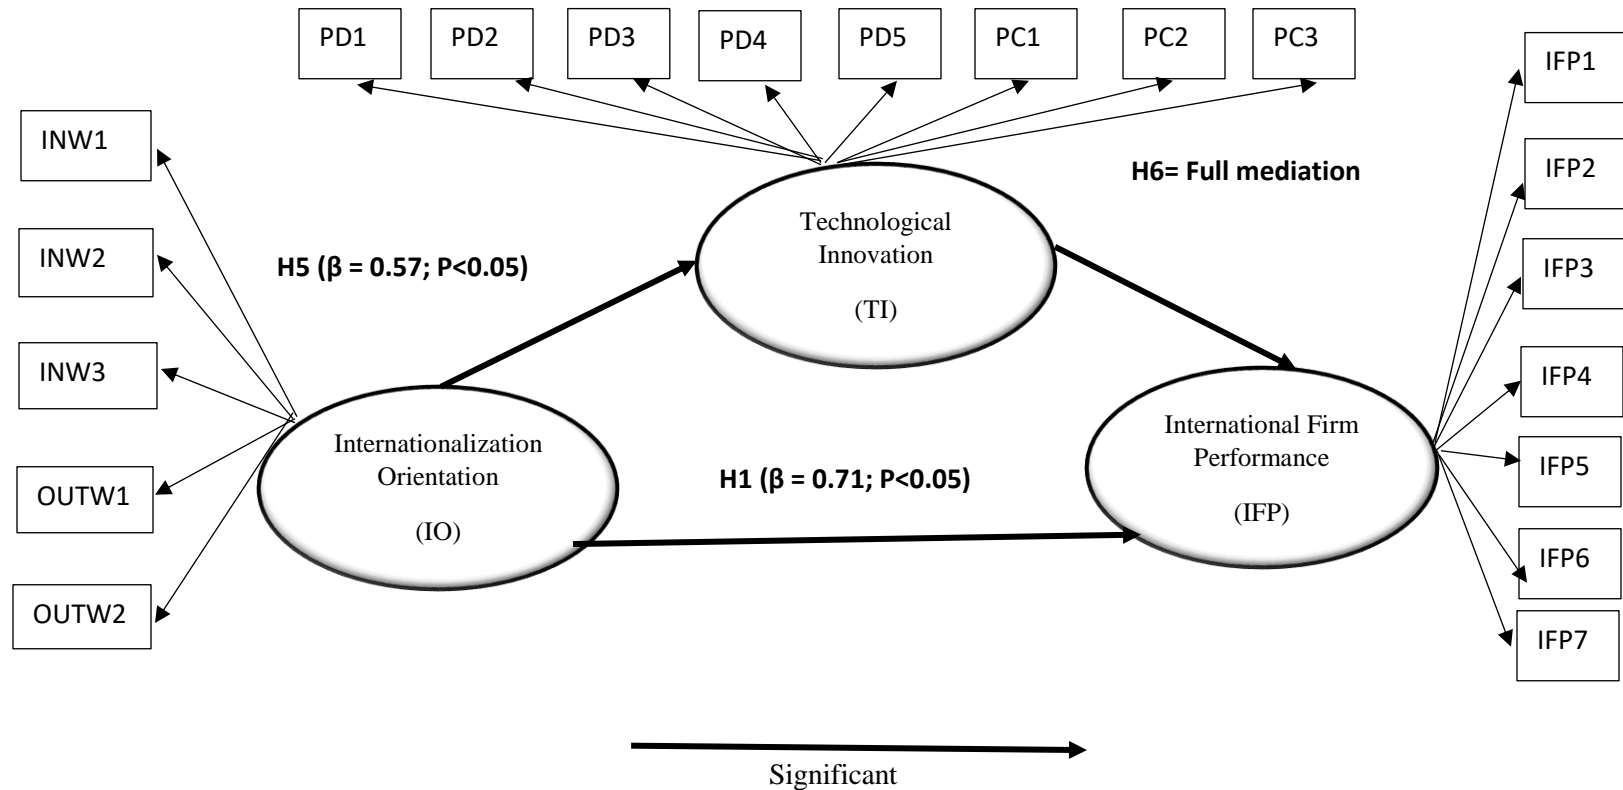 PD1
PD2
PD3
PD4
PD5
PC1
PC2
PC3
IFP1
INW1
IFP2
H6= Full mediation
Technological
Innovation
(TI)
INW2
H5 (β = 0.57; P<0.05)
IFP3
INW3
IFP4
Internationalization
Orientation
(IO)
H1 (β = 0.71; P<0.05)
International Firm
Performance
(IFP)
IFP5
OUTW1
IFP6
OUTW2
IFP7
Significant